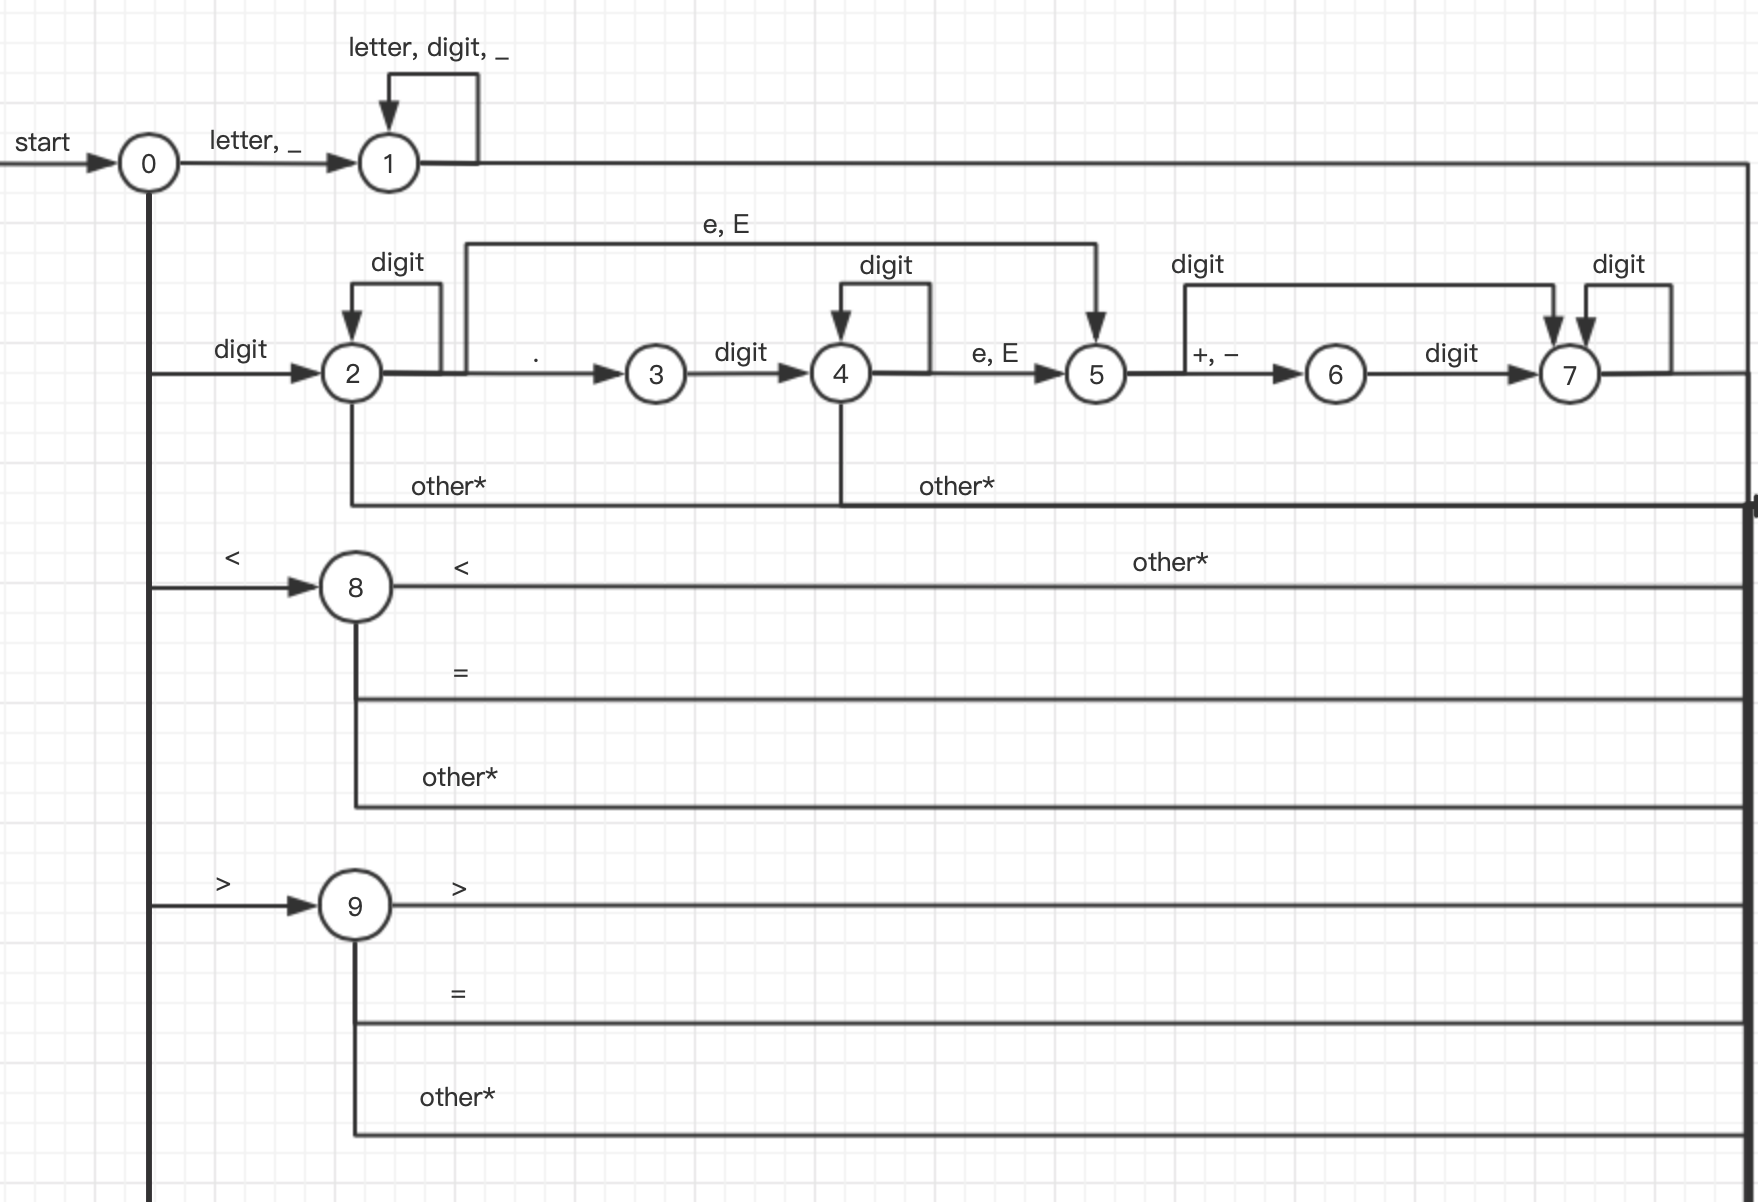 letter, digit, _
start
0
letter, _
1
e, E
digit
digit
digit
digit
digit
2
.
3
digit
4
e, E
5
+, −
6
digit
7
other*
other*
<
8
<
other*
=
other*
>
9
>
=
other*